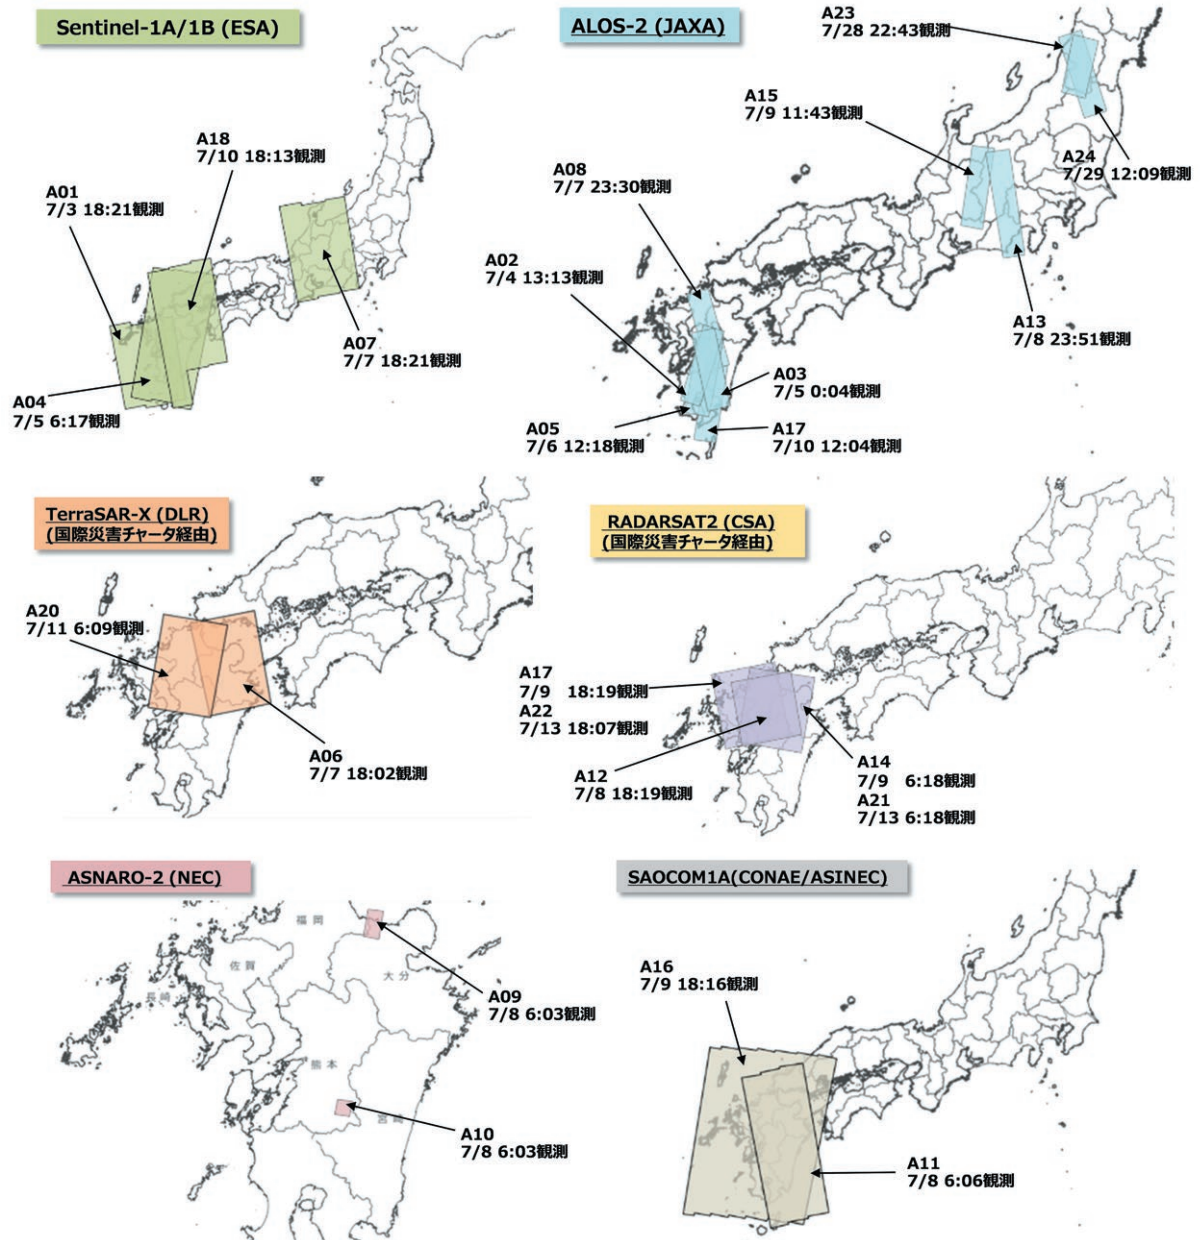 Sentinel-1A/1B (ESA)
A18
7/10 18:13観測
A01
7/3 18:21観測
A07
7/7 18:21観測
A04
7/5 6:17観測
ALOS-2 (JAXA)
A23
7/28 22:43観測
A15
7/9 11:43観測
A24
7/29 12:09観測
A08
7/7 23:30観測
A02
7/4 13:13観測
A13
7/8 23:51観測
A03
7/5 0:04観測
A05
7/6 12:18観測
A17
7/10 12:04観測
TerraSAR-X (DLR)
(国際災害チャータ経由)
A20
7/11 6:09観測
A06
7/7 18:02観測
RADARSAT2 (CSA)
(国際災害チャータ経由)
A17
7/9 18:19観測
A22
7/13 18:07観測
A12
7/8 18:19観測
A14
7/9 6:18観測
A21
7/13 6:18観測
ASNARO-2 (NEC)
福岡
佐賀
大分
長崎
A09
7/8 6:03観測
熊本
宮崎
A10
7/8 6:03観測
SAOCOM1A(CONAE/ASINEC)
A16
7/9 18:16観測
A11
7/8 6:06観測